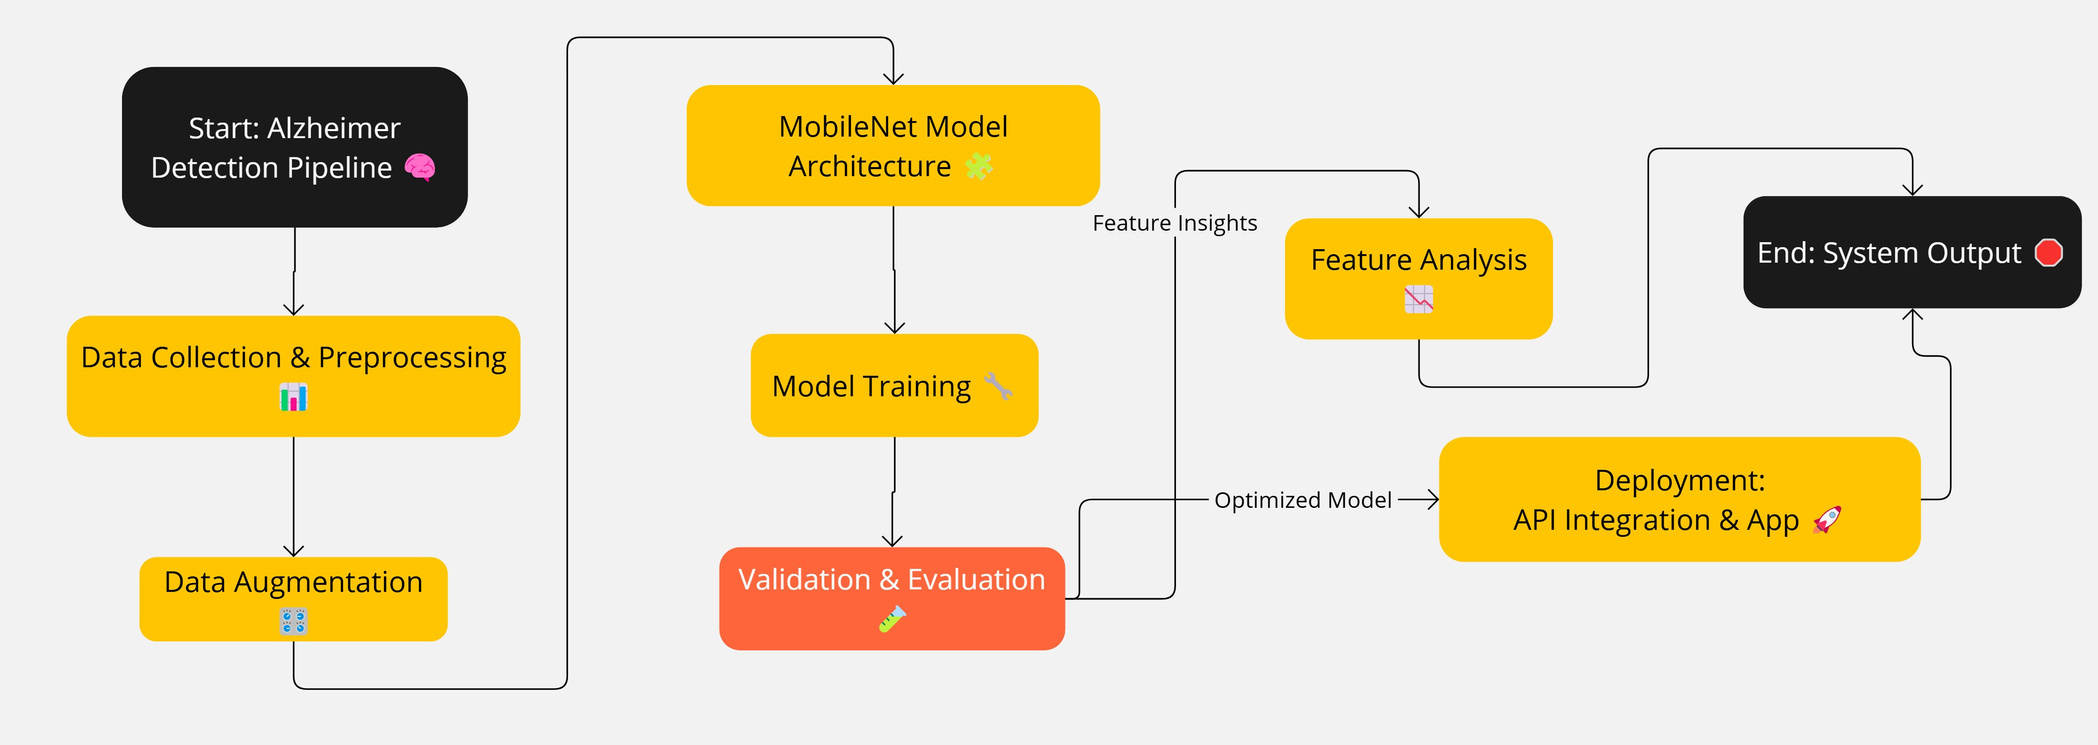 Start: Alzheimer
Detection Pipeline
Data Collection & Preprocessing
Data Augmentation
MobileNet Model
Architecture
Model Training
Validation & Evaluation
Feature Insights
Optimized Model
Feature Analysis
Deployment:
API Integration & App
End: System Output